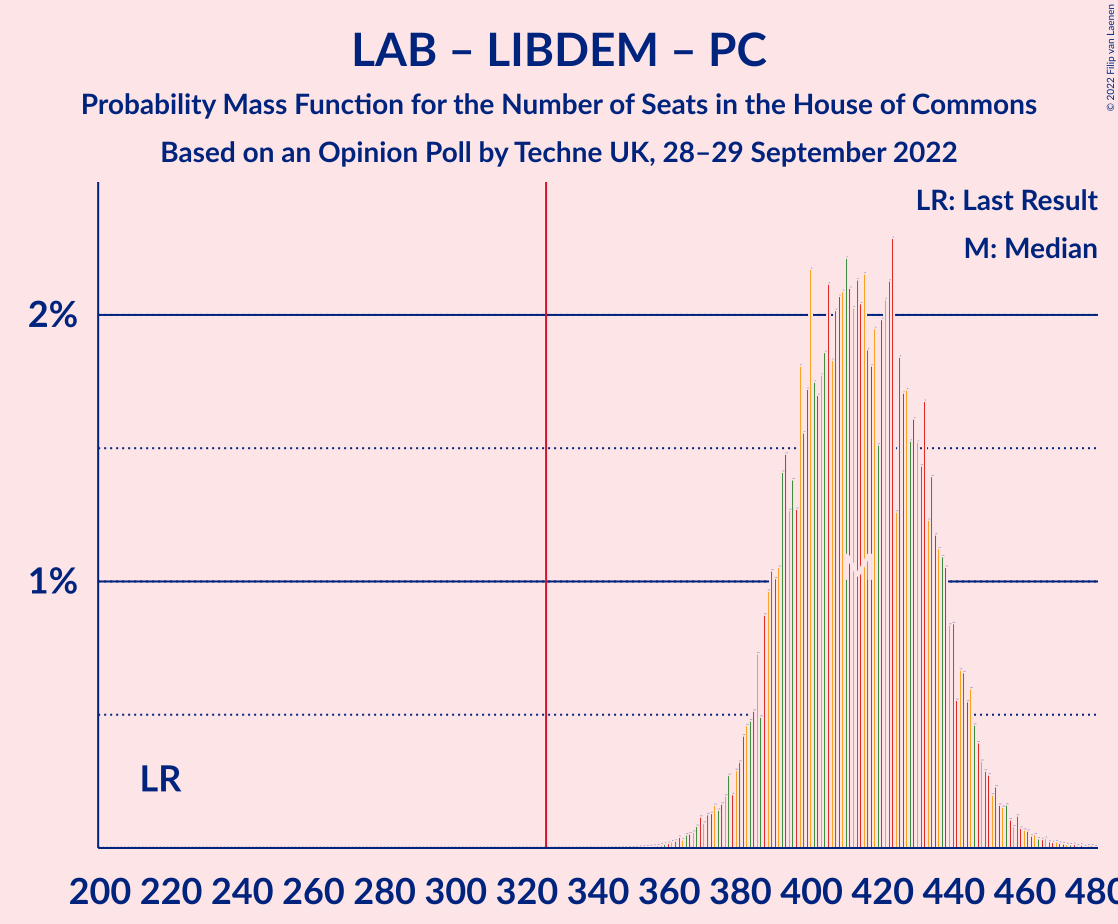 LAB – LIBDEM – PC
Probability Mass Function for the Number of Seats in the House of Commons
Based on an Opinion Poll by Techne UK, 28–29 September 2022
© 2022 Filip van Laenen
LR: Last Result
M: Median
2%
1%
LR
M
200 220 240 260 280 300 320 340 360 380 400 420 440 460 480